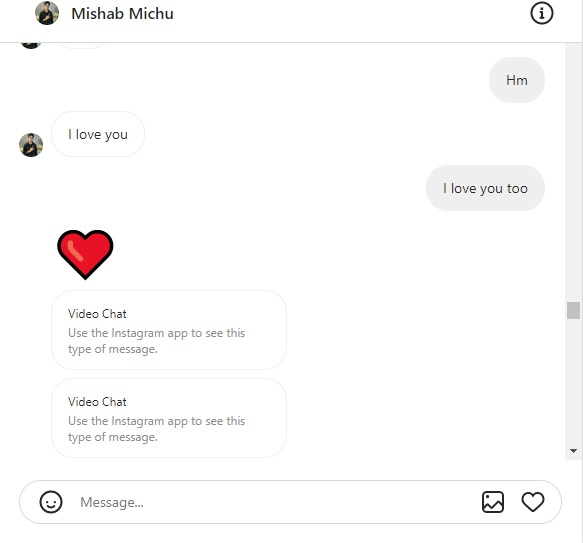 Mishab Michu
Hm
I love you
I love you too
Video Chat
Use the Instagram app to see this
type of message.
Video Chat
Use the Instagram app to see this
type of message.
Message...